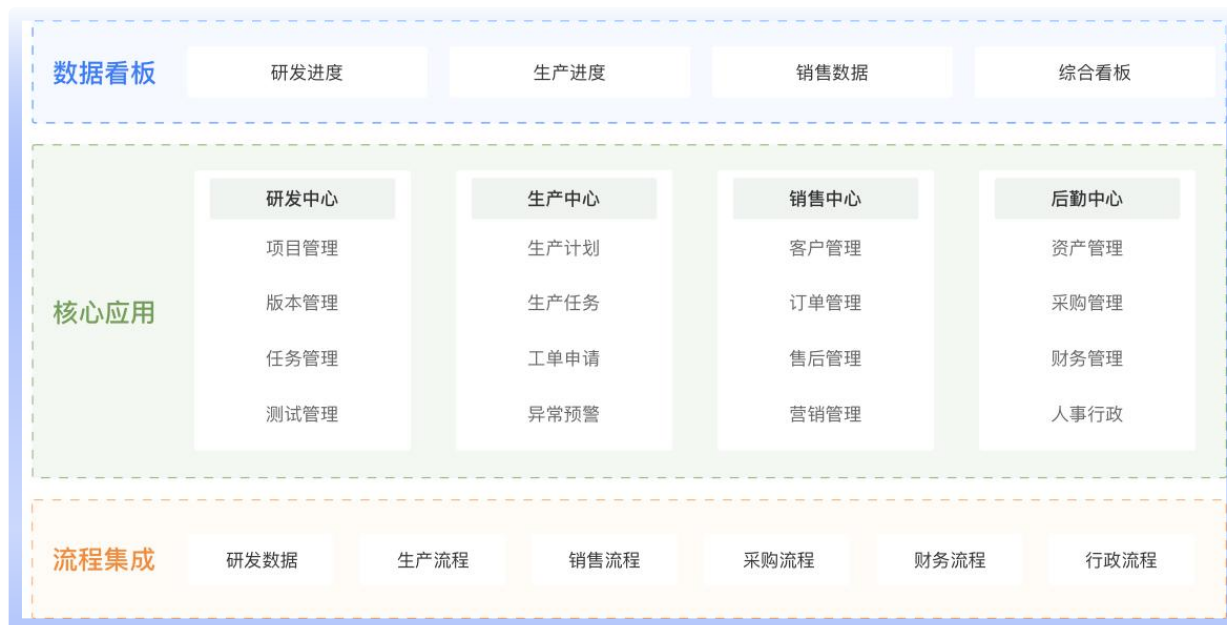 数据看板
研发进度
生产进度
销售数据
综合看板
核心应用
研发中心
项目管理
版本管理
任务管理
测试管理
生产中心
生产计划
生产任务
工单申请
异常预警
销售中心
客户管理
订单管理
售后管理
营销管理
后勤中心
资产管理
采购管理
财务管理
人事行政
流程集成
研发数据
生产流程
销售流程
采购流程
财务流程
行政流程